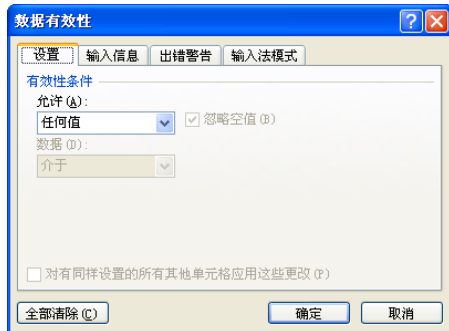 数据有效性
设置 输入信息 出错警告 输入法模式
有效性条件
允许(A):
任何值 忽略空值(B)
数据(D):
介于
对有同样设置的所有其他单元格应用这些更改(P)
全部清除(C) 确定 取消